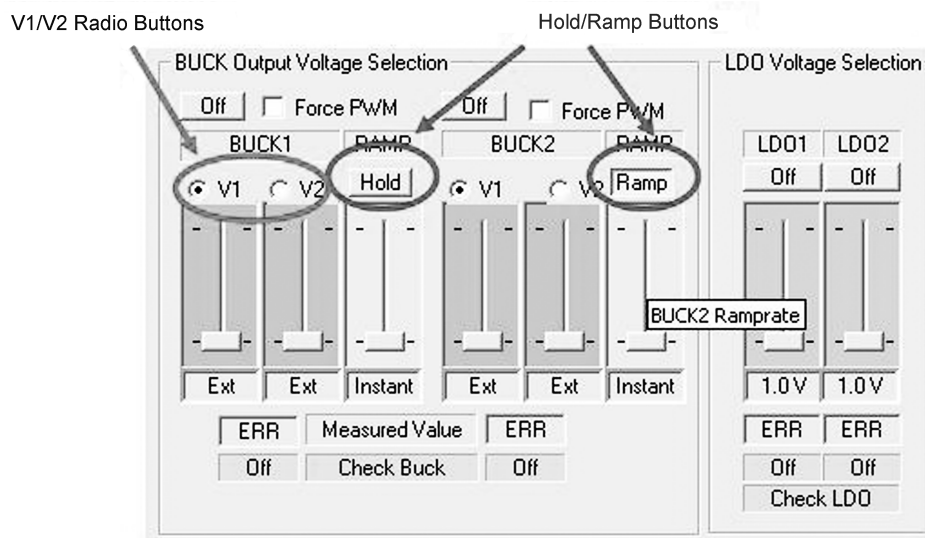 V1/V2 Radio Buttons
Hold/Ramp Buttons
BUCK Output Voltage Selection
LDO Voltage Selection
Off Force PWM Off Force PWM
BUCK1 RAMP BUCK2 RAMP LDO1 LDO2
V1 V2 Hold V1 V2 Ramp Off Off
BUCK2 Ramprate
Ext Ext Instant Ext Ext Instant 1.0 V 1.0 V
ERR Measured Value ERR ERR ERR
Off Check Buck Off Off Off
Check LDO